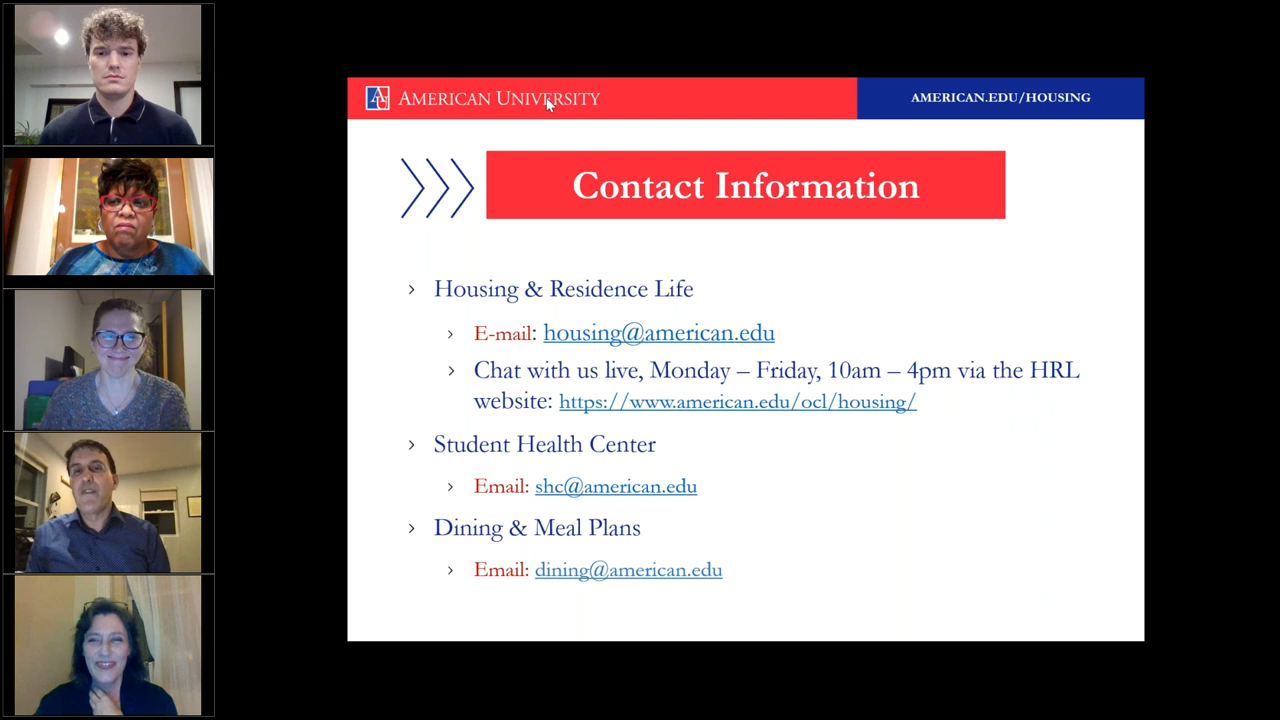 AMERICAN UNIVERSITY
AMERICAN.EDU/HOUSING
Contact Information
Housing & Residence Life
E-mail: housing@american.edu
Chat with us live, Monday – Friday, 10am – 4pm via the HRL
website: https://www.american.edu/ocl/housing/
Student Health Center
Email: shc@american.edu
Dining & Meal Plans
Email: dining@american.edu